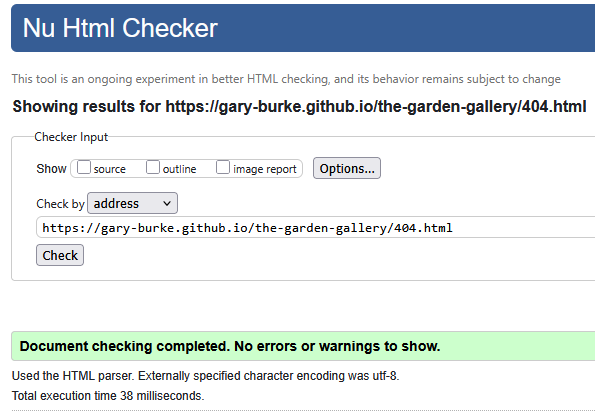 Nu Html Checker
This tool is an ongoing experiment in better HTML checking, and its behavior remains subject to change
Showing results for https://gary-burke.github.io/the-garden-gallery/404.html
Checker Input
Show source outline image report Options...
Check by address
https://gary-burke.github.io/the-garden-gallery/404.html
Check
Document checking completed. No errors or warnings to show.
Used the HTML parser. Externally specified character encoding was utf-8.
Total execution time 38 milliseconds.